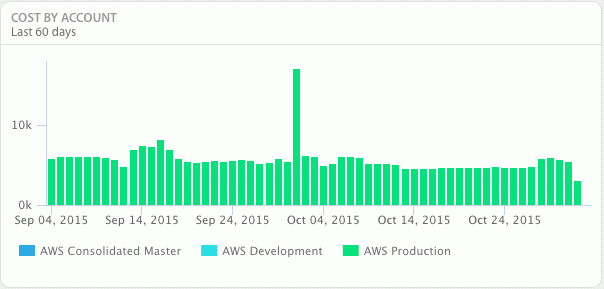 COST BY ACCOUNT
Last 60 days
10k
0k
Sep 04, 2015 Sep 14, 2015 Sep 24, 2015 Oct 04, 2015 Oct 14, 2015 Oct 24, 2015
AWS Consolidated Master AWS Development AWS Production